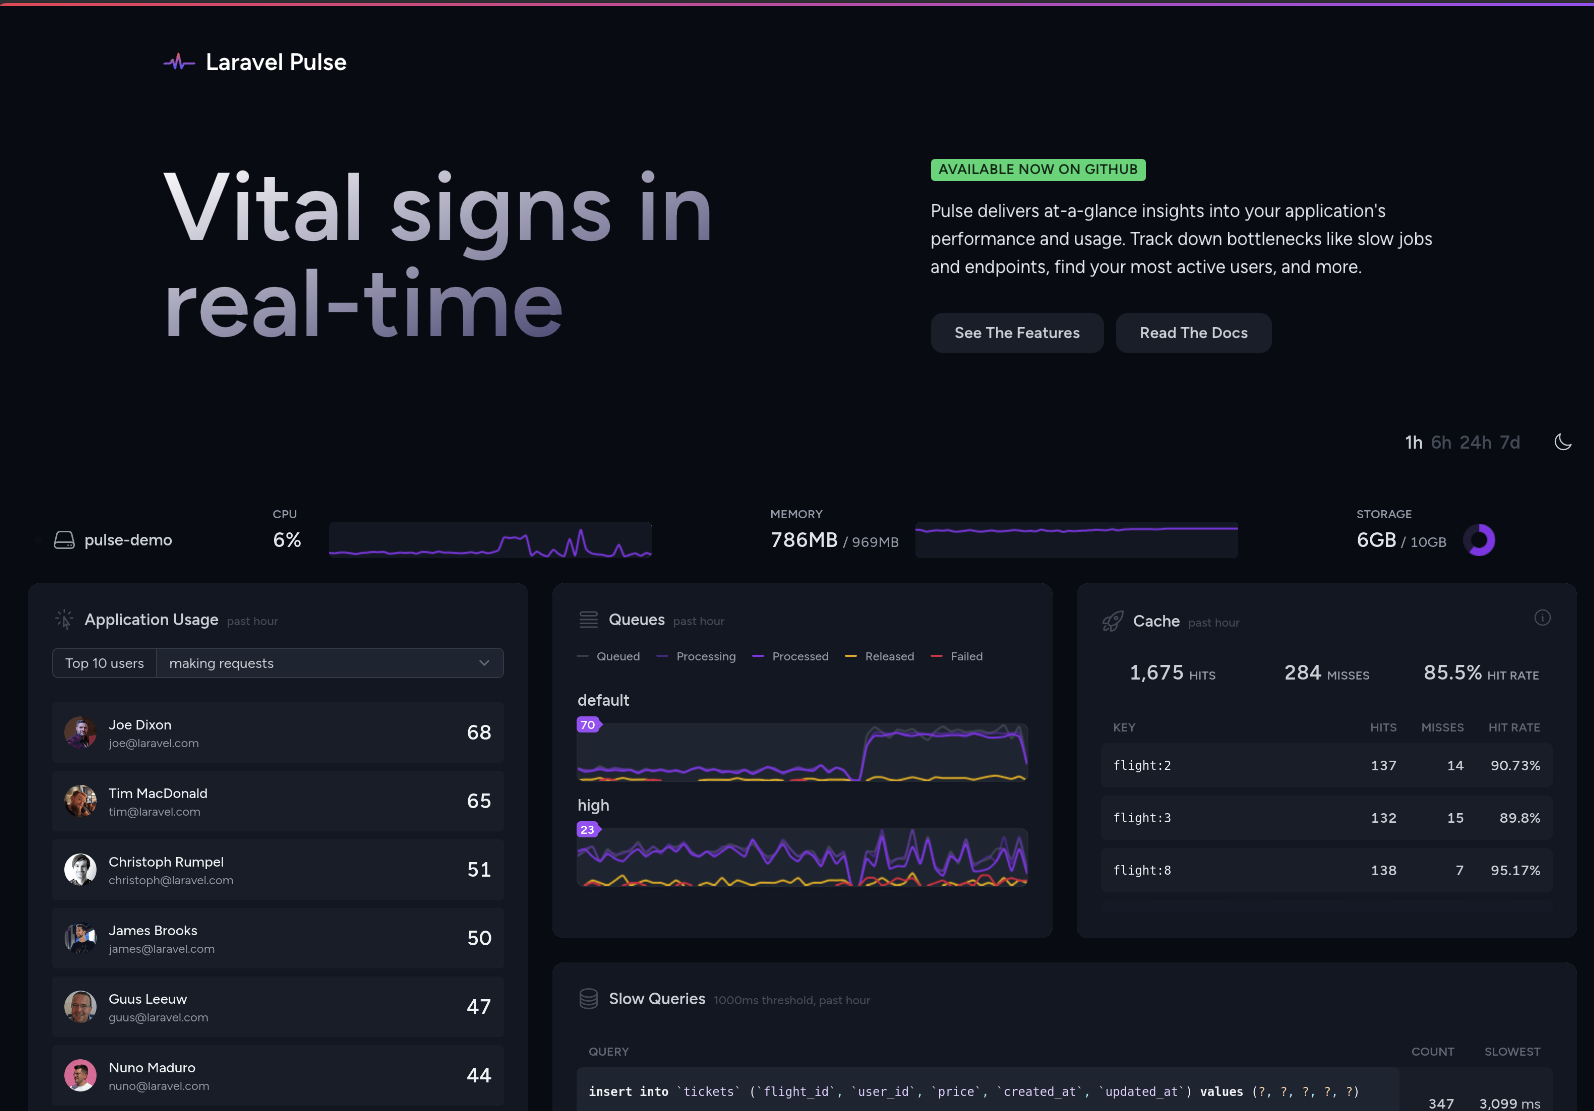 Laravel Pulse
Vital signs in
real-time
AVAILABLE NOW ON GITHUB
Pulse delivers at-a-glance insights into your application's
performance and usage. Track down bottlenecks like slow jobs
and endpoints, find your most active users, and more.
See The Features Read The Docs
1h 6h 24h 7d
pulse-demo
CPU
6%
MEMORY
786MB / 969MB
STORAGE
6GB / 10GB
Application Usage past hour
Top 10 users making requests
Joe Dixon
joe@laravel.com
68
Tim MacDonald
tim@laravel.com
65
Christoph Rumpel
christoph@laravel.com
51
James Brooks
james@laravel.com
50
Guus Leeuw
guus@laravel.com
47
Nuno Maduro
nuno@laravel.com
44
Queues past hour
Queued Processing Processed Released Failed
default
70
high
23
Cache past hour
1,675 HITS 284 MISSES 85.5% HIT RATE
KEY HITS MISSES HIT RATE
flight:2 137 14 90.73%
flight:3 132 15 89.8%
flight:8 138 7 95.17%
Slow Queries 1000ms threshold, past hour
QUERY COUNT SLOWEST
insert into `tickets` (`flight_id`, `user_id`, `price`, `created_at`, `updated_at`) values (?, ?, ?, ?, ?)
347 3,099 ms